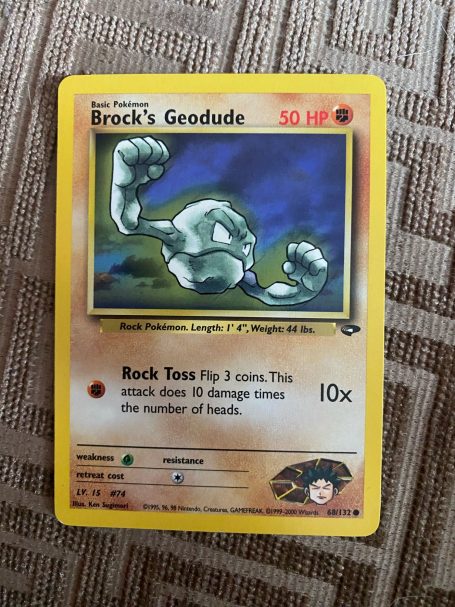 Basic Pokémon
Brock's Geodude 50 HP
Rock Pokémon. Length: 1' 4", Weight: 44 lbs.
Rock Toss Flip 3 coins. This
attack does 10 damage times
the number of heads.
10x
weakness resistance
retreat cost
LV. 15 #74
Illus. Ken Sugimori ©1995, 96, 98 Nintendo, Creatures, GAMEFREAK. ©1999-2000 Wizards. 68/132